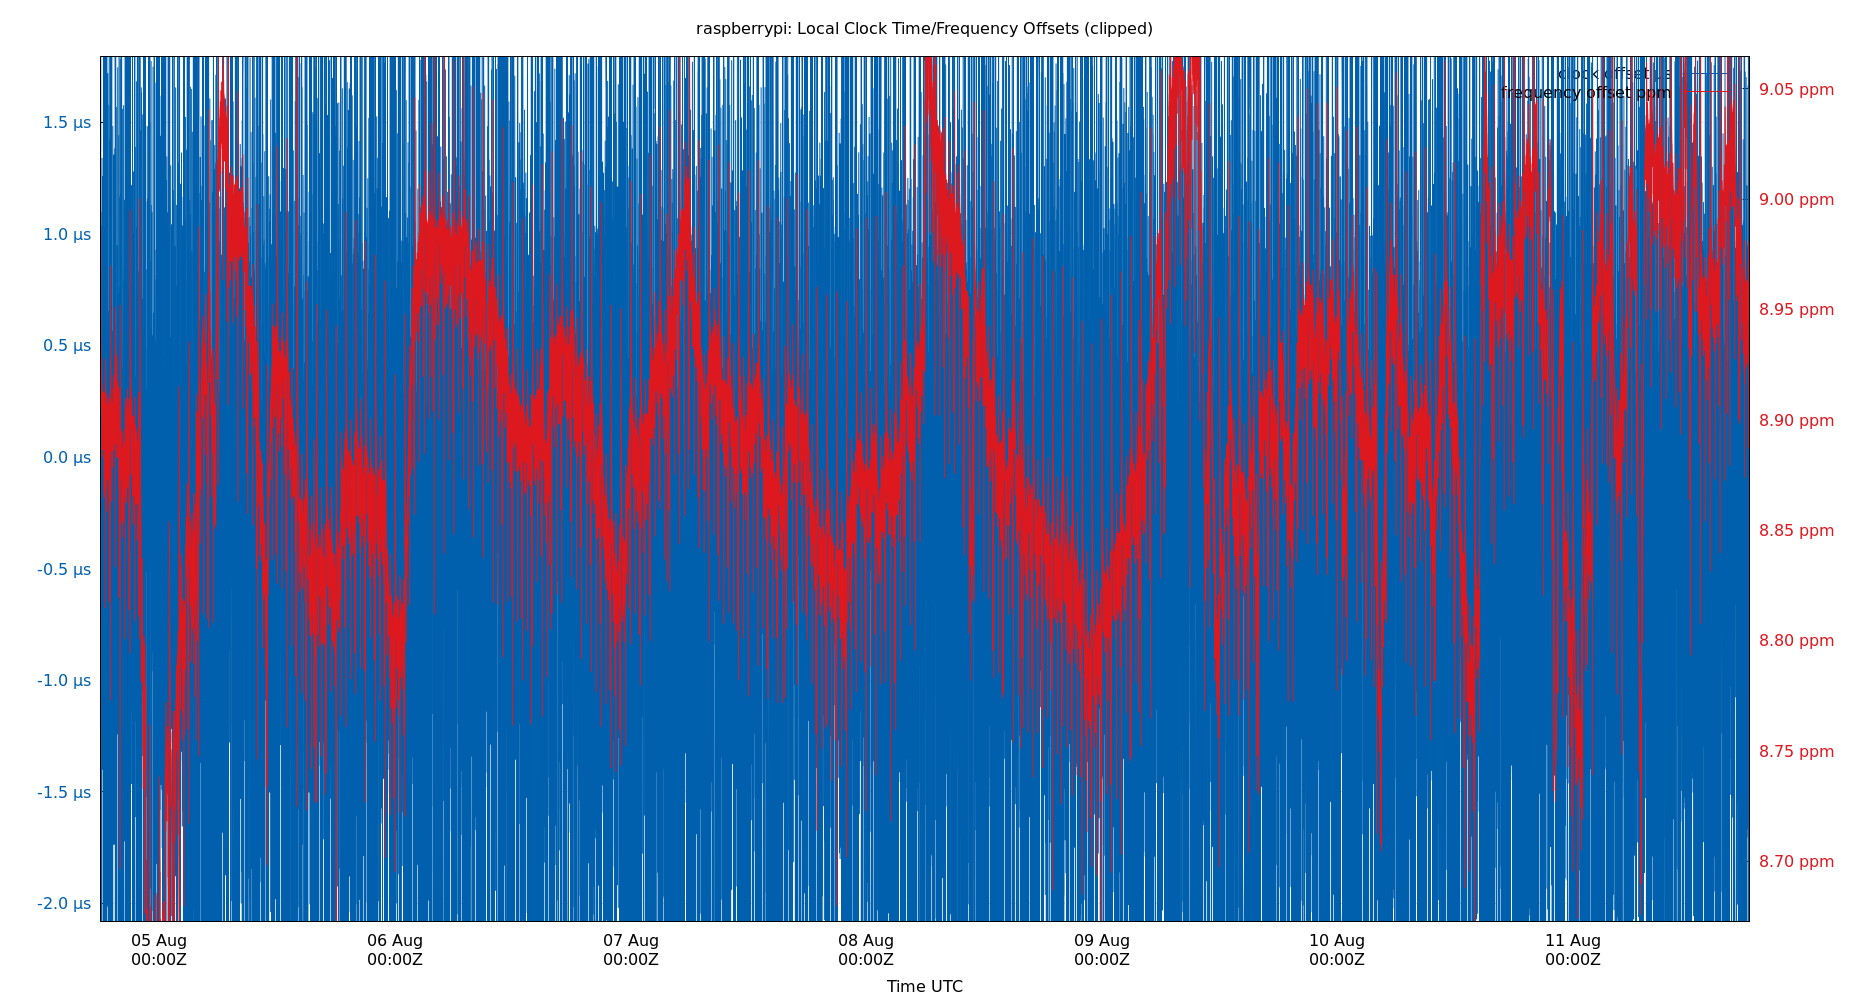 raspberrypi: Local Clock Time/Frequency Offsets (clipped)
clock offset µs
frequency offset ppm
1.5 µs
1.0 µs
0.5 µs
0.0 µs
-0.5 µs
-1.0 µs
-1.5 µs
-2.0 µs
9.05 ppm
9.00 ppm
8.95 ppm
8.90 ppm
8.85 ppm
8.80 ppm
8.75 ppm
8.70 ppm
05 Aug
00:00Z
06 Aug
00:00Z
07 Aug
00:00Z
08 Aug
00:00Z
09 Aug
00:00Z
10 Aug
00:00Z
11 Aug
00:00Z
Time UTC